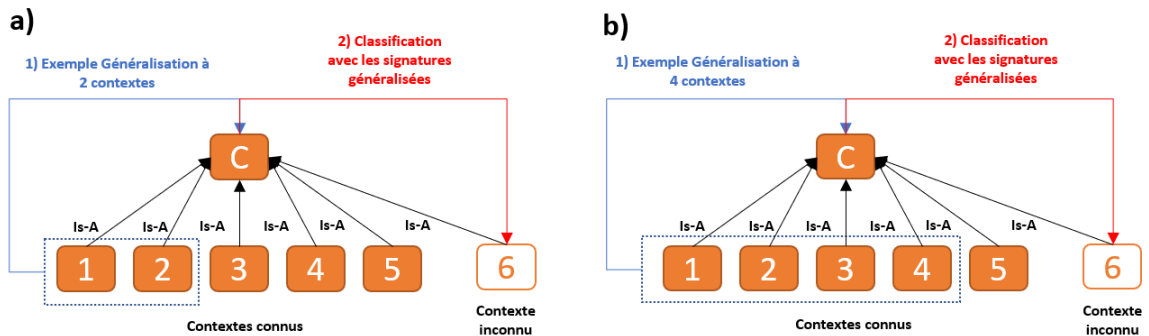 a)
1) Exemple Généralisation à
2 contextes
2) Classification
avec les signatures
généralisées
C
Is-A Is-A Is-A Is-A Is-A Is-A
1 2 3 4 5 6
Contextes connus
Contexte
inconnu
b)
1) Exemple Généralisation à
4 contextes
2) Classification
avec les signatures
généralisées
C
Is-A Is-A Is-A Is-A Is-A Is-A
1 2 3 4 5 6
Contextes connus
Contexte
inconnu